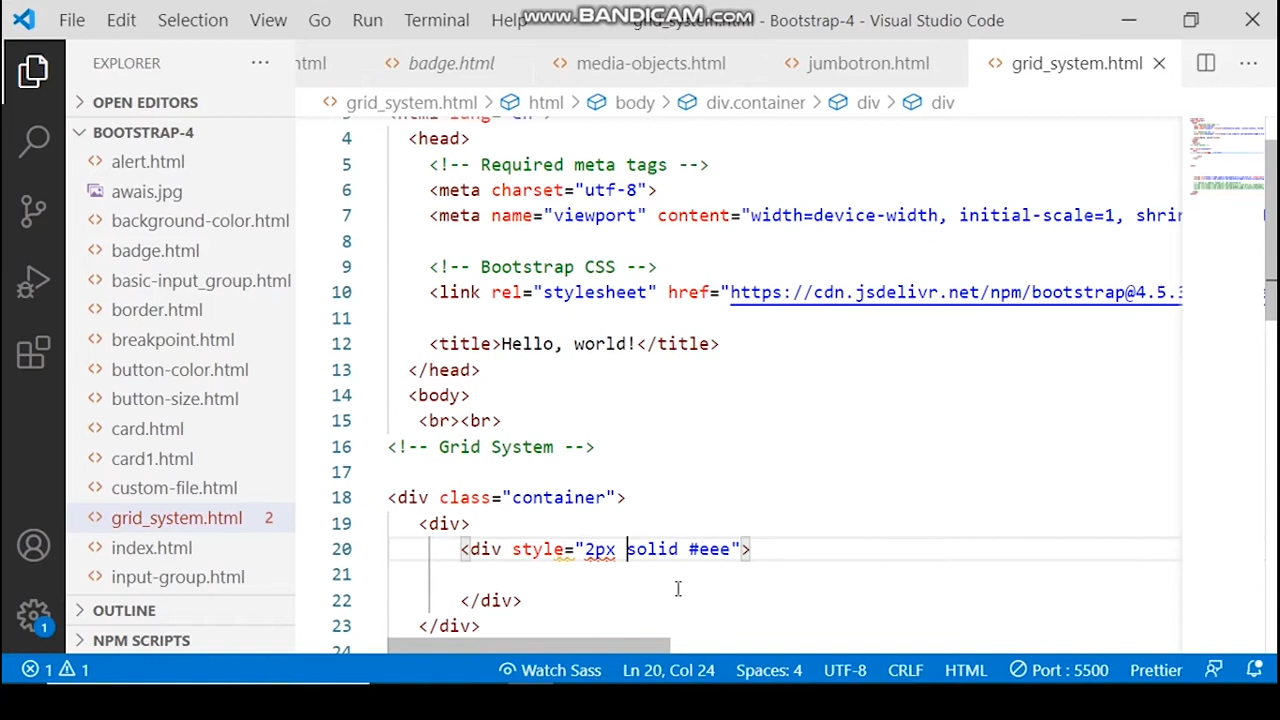 File Edit Selection View Go Run Terminal Help grid_system.html - Bootstrap-4 - Visual Studio Code
www.BANDICAM.com
EXPLORER
html badge.html media-objects.html jumbotron.html grid_system.html
OPEN EDITORS
BOOTSTRAP-4
alert.html
awais.jpg
background-color.html
badge.html
basic-input_group.html
border.html
breakpoint.html
button-color.html
button-size.html
card.html
card1.html
custom-file.html
grid_system.html 2
index.html
input-group.html
OUTLINE
NPM SCRIPTS
grid_system.html html body div.container div div
4 <head>
5 <!-- Required meta tags -->
6 <meta charset="utf-8">
7 <meta name="viewport" content="width=device-width, initial-scale=1, shrin
8
9 <!-- Bootstrap CSS -->
10 <link rel="stylesheet" href="https://cdn.jsdelivr.net/npm/bootstrap@4.5.3
11
12 <title>Hello, world!</title>
13 </head>
14 <body>
15 <br><br>
16 <!-- Grid System -->
17
18 <div class="container">
19 <div>
20 <div style="2px solid #eee">
21
22 </div>
23 </div>
1
1 1 Watch Sass Ln 20, Col 24 Spaces: 4 UTF-8 CRLF HTML Port : 5500 Prettier